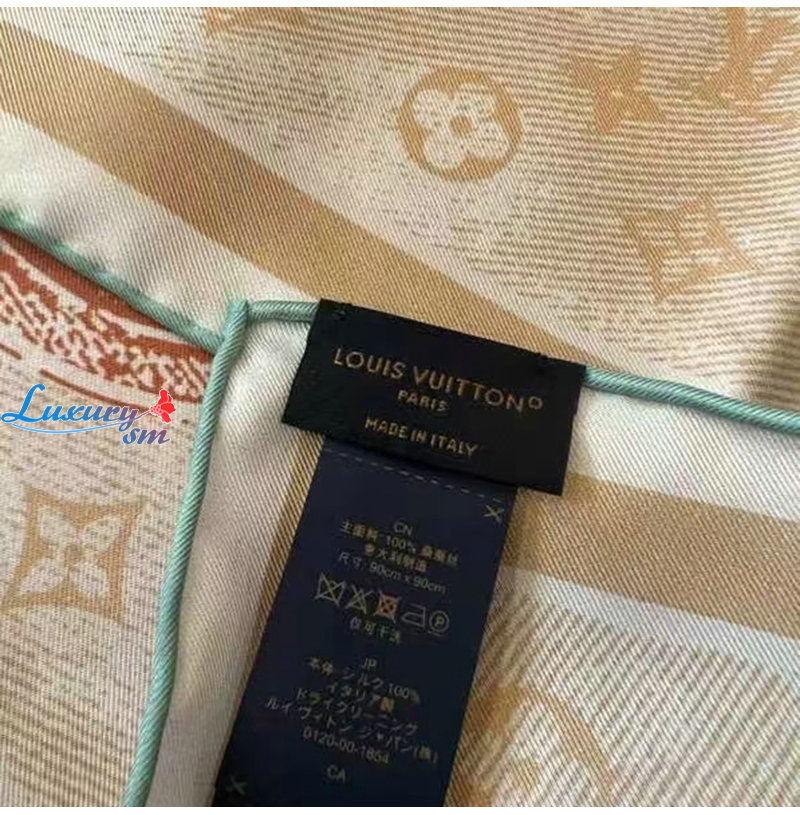 Luxury
sm
LOUIS VUITTON
PARIS
MADE IN ITALY
CN
主面料:100% 桑蚕丝
意大利制造
尺寸:90cm x 90cm
P
仅可干洗
JP
本体 シルク 100%
イタリア製
ドライクリーニング
ルイ ヴィトン ジャパン(株)
0120-00-1854
CA